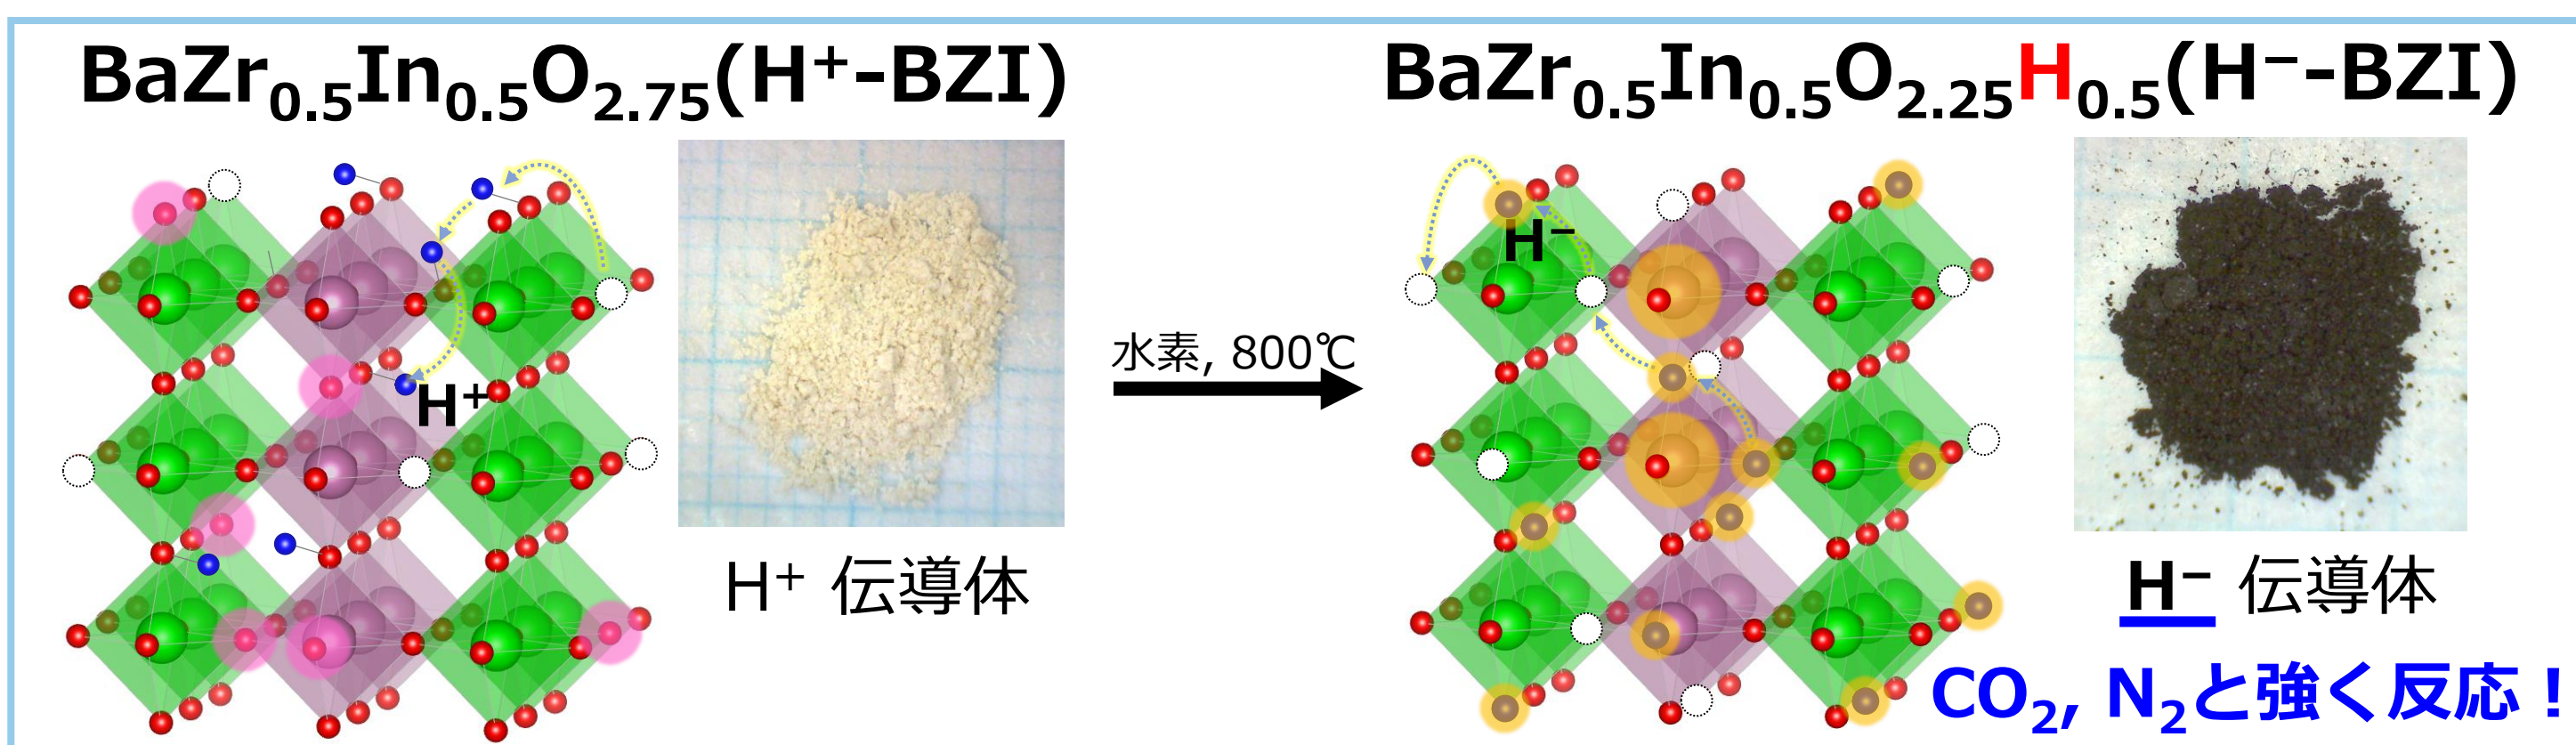 BaZr₀.₅In₀.₅O₂.₇₅(H⁺-BZI)
BaZr₀.₅In₀.₅O₂.₂₅H₀.₅(H⁻-BZI)
H⁺
H⁺ 伝導体
水素, 800℃
H⁻
H⁻ 伝導体
CO₂, N₂と強く反応！